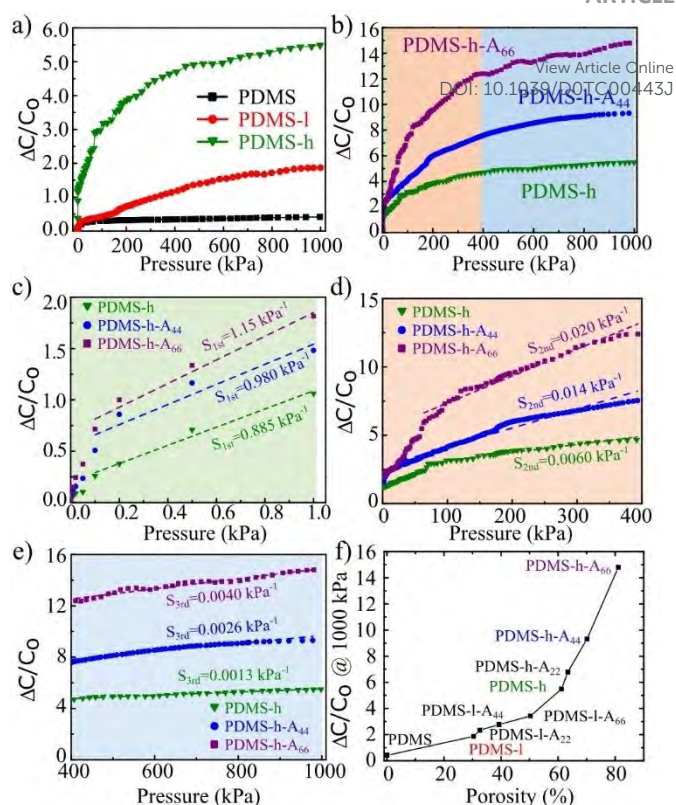 ARTICLE
a)
6.0
5.0
4.0
3.0
2.0
1.0
0.0
ΔC/C₀
PDMS
PDMS-l
PDMS-h
0 200 400 600 800 1000
Pressure (kPa)
b)
16
14
12
10
8
6
4
2
0
ΔC/C₀
PDMS-h-A₆₆
View Article Online
DOI: 10.1039/D0TC00443J
PDMS-h-A₄₄
PDMS-h
0 200 400 600 800 1000
Pressure (kPa)
c)
2.0
1.5
1.0
0.5
0.0
ΔC/C₀
PDMS-h
PDMS-h-A₄₄
PDMS-h-A₆₆
S₁ₛₜ=1.15 kPa⁻¹
S₁ₛₜ=0.980 kPa⁻¹
S₁ₛₜ=0.885 kPa⁻¹
0.0 0.2 0.4 0.6 0.8 1.0
Pressure (kPa)
d)
15
10
5
0
ΔC/C₀
PDMS-h
PDMS-h-A₄₄
PDMS-h-A₆₆
S₂ₙd=0.020 kPa⁻¹
S₂ₙd=0.014 kPa⁻¹
S₂ₙd=0.0060 kPa⁻¹
0 100 200 300 400
Pressure (kPa)
e)
16
12
8
4
0
ΔC/C₀
S₃ᵣd=0.0040 kPa⁻¹
S₃ᵣd=0.0026 kPa⁻¹
S₃ᵣd=0.0013 kPa⁻¹
PDMS-h
PDMS-h-A₄₄
PDMS-h-A₆₆
400 600 800 1000
Pressure (kPa)
f)
16
14
12
10
8
6
4
2
0
ΔC/C₀ @ 1000 kPa
PDMS-h-A₆₆
PDMS-h-A₄₄
PDMS-h-A₂₂
PDMS-h
PDMS-l-A₄₄
PDMS-l-A₆₆
PDMS
PDMS-l-A₂₂
PDMS-l
0 20 40 60 80
Porosity (%)